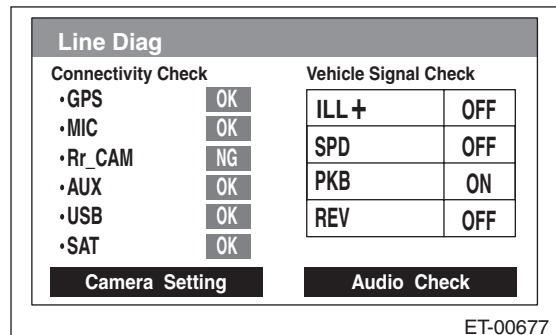 Line Diag
Connectivity Check
•GPS OK
•MIC OK
•Rr_CAM NG
•AUX OK
•USB OK
•SAT OK
Vehicle Signal Check
ILL+ OFF
SPD OFF
PKB ON
REV OFF
Camera Setting
Audio Check
ET-00677